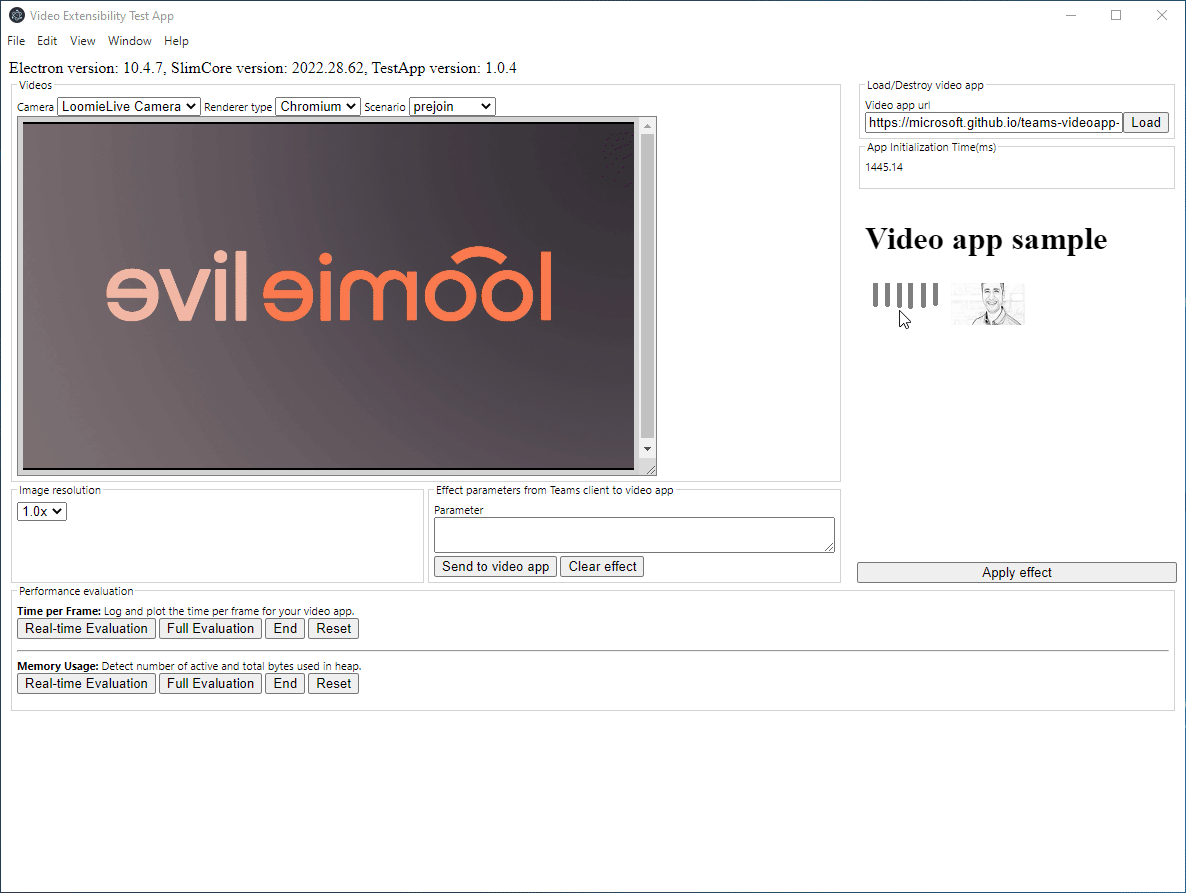 Video Extensibility Test App
File Edit View Window Help
Electron version: 10.4.7, SlimCore version: 2022.28.62, TestApp version: 1.0.4
Videos
Camera LoomieLive Camera Renderer type Chromium Scenario prejoin
loomie live
Load/Destroy video app
Video app url
https://microsoft.github.io/teams-videoapp- Load
App Initialization Time(ms)
1445.14
Video app sample
Image resolution
1.0x
Effect parameters from Teams client to video app
Parameter
Send to video app Clear effect
Apply effect
Performance evaluation
Time per Frame: Log and plot the time per frame for your video app.
Real-time Evaluation Full Evaluation End Reset
Memory Usage: Detect number of active and total bytes used in heap.
Real-time Evaluation Full Evaluation End Reset